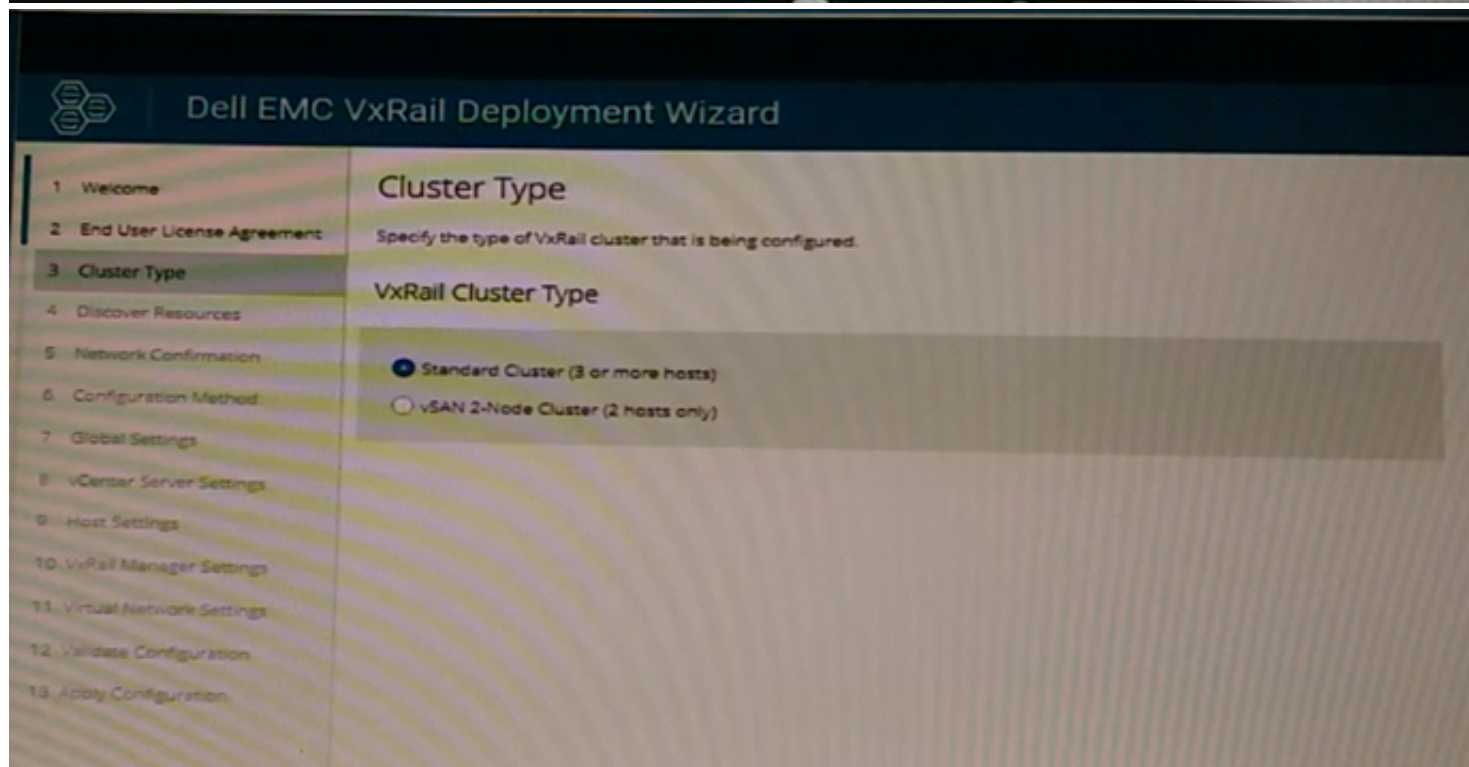 Dell EMC VxRail Deployment Wizard
1 Welcome
2 End User License Agreement
3 Cluster Type
4 Discover Resources
5 Network Confirmation
6 Configuration Method
7 Global Settings
8 vCenter Server Settings
9 Host Settings
10 VxRail Manager Settings
11 Virtual Network Settings
12 Validate Configuration
13 Apply Configuration
Cluster Type
Specify the type of VxRail cluster that is being configured.
VxRail Cluster Type
Standard Cluster (3 or more hosts)
vSAN 2-Node Cluster (2 hosts only)